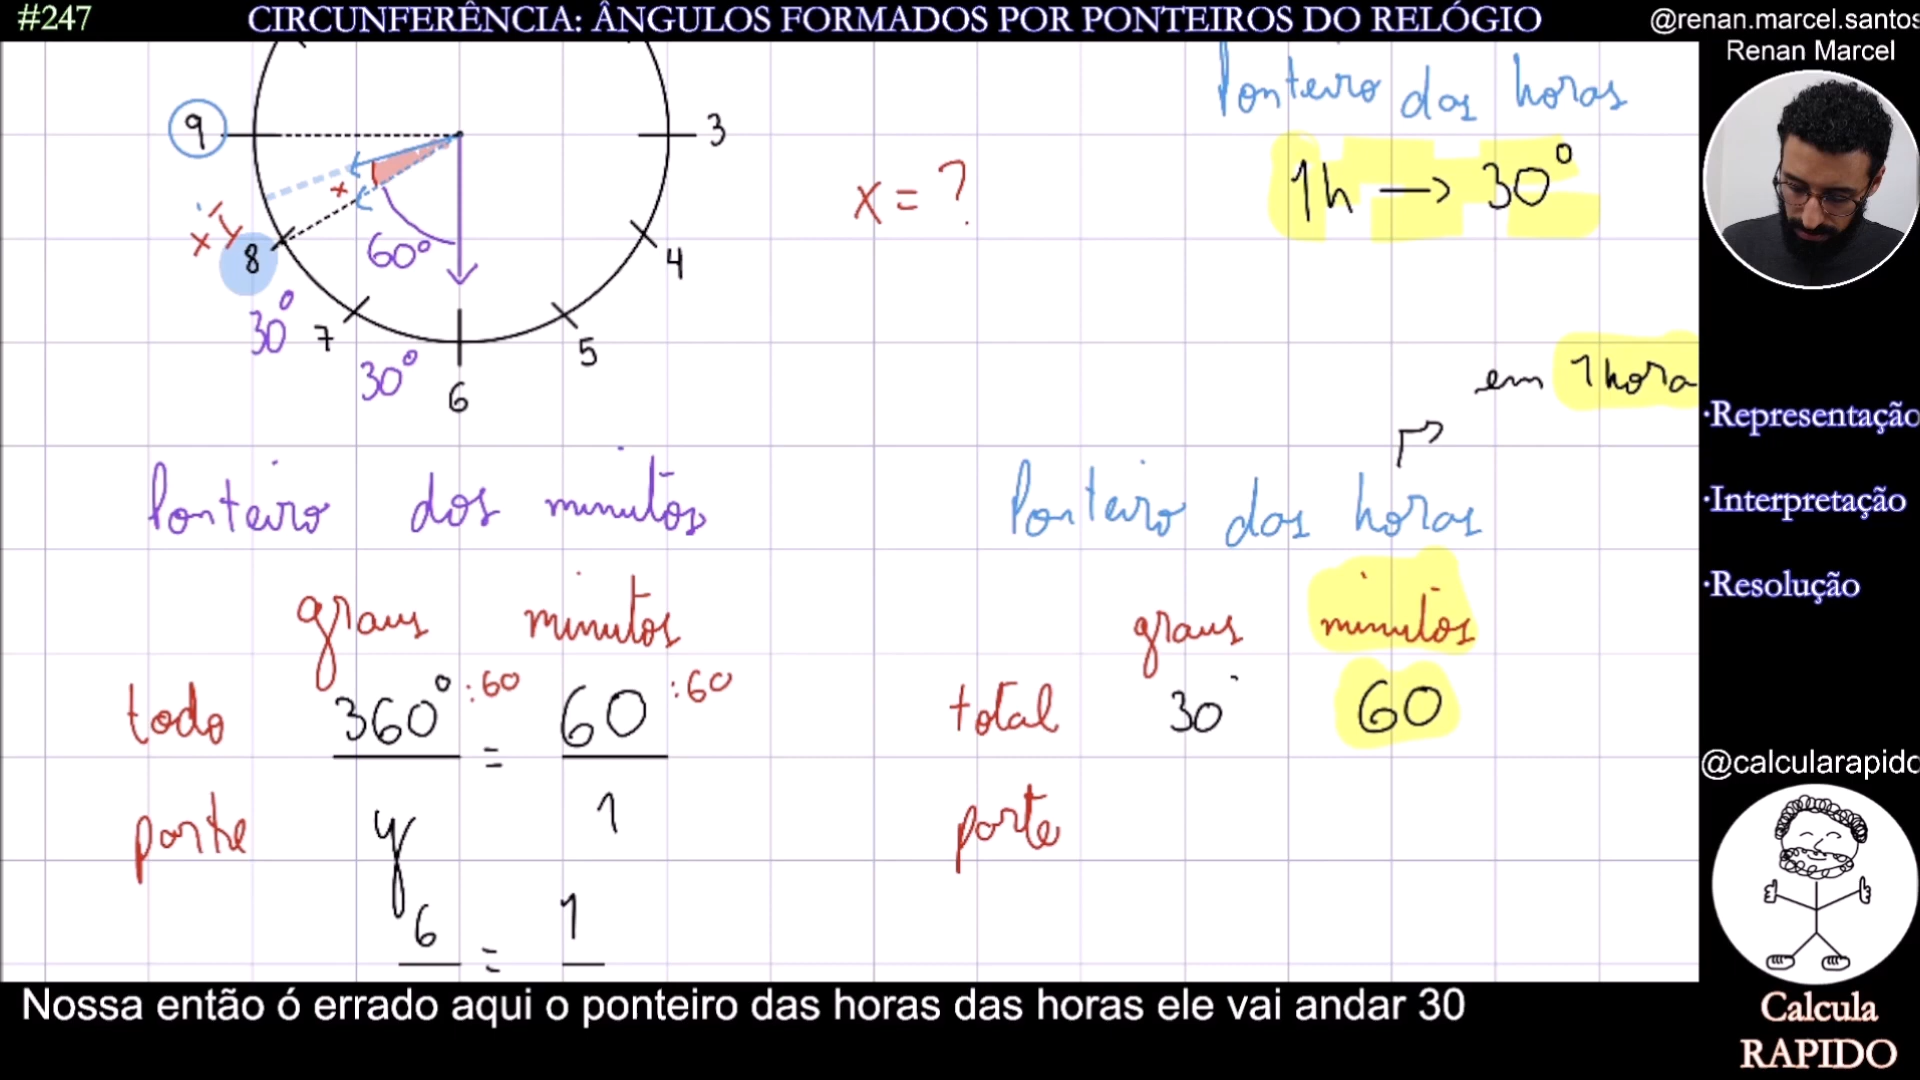 #247
CIRCUNFERÊNCIA: ÂNGULOS FORMADOS POR PONTEIROS DO RELÓGIO
@renan.marcel.santos
Renan Marcel
Ponteiro das horas
9
3
x = ?
1h → 30°
x
x
8
60°
4
30°
7
5
30°
6
em 1 hora
·Representação
·Interpretação
·Resolução
Ponteiro dos minutos
Ponteiro das horas
graus minutos
graus minutos
todo 360° :60 = 60 :60
total 30° 60
parte y 1
parte
6 = 1
@calcularapido
Calcula
RAPIDO
Nossa então ó errado aqui o ponteiro das horas das horas ele vai andar 30